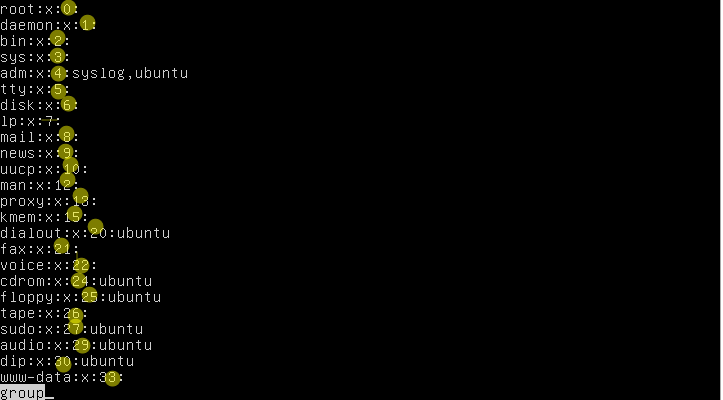 root:x:0:
daemon:x:1:
bin:x:2:
sys:x:3:
adm:x:4:syslog,ubuntu
tty:x:5:
disk:x:6:
lp:x:7:
mail:x:8:
news:x:9:
uucp:x:10:
man:x:12:
proxy:x:13:
kmem:x:15:
dialout:x:20:ubuntu
fax:x:21:
voice:x:22:
cdrom:x:24:ubuntu
floppy:x:25:ubuntu
tape:x:26:
sudo:x:27:ubuntu
audio:x:29:ubuntu
dip:x:30:ubuntu
www-data:x:33:
group